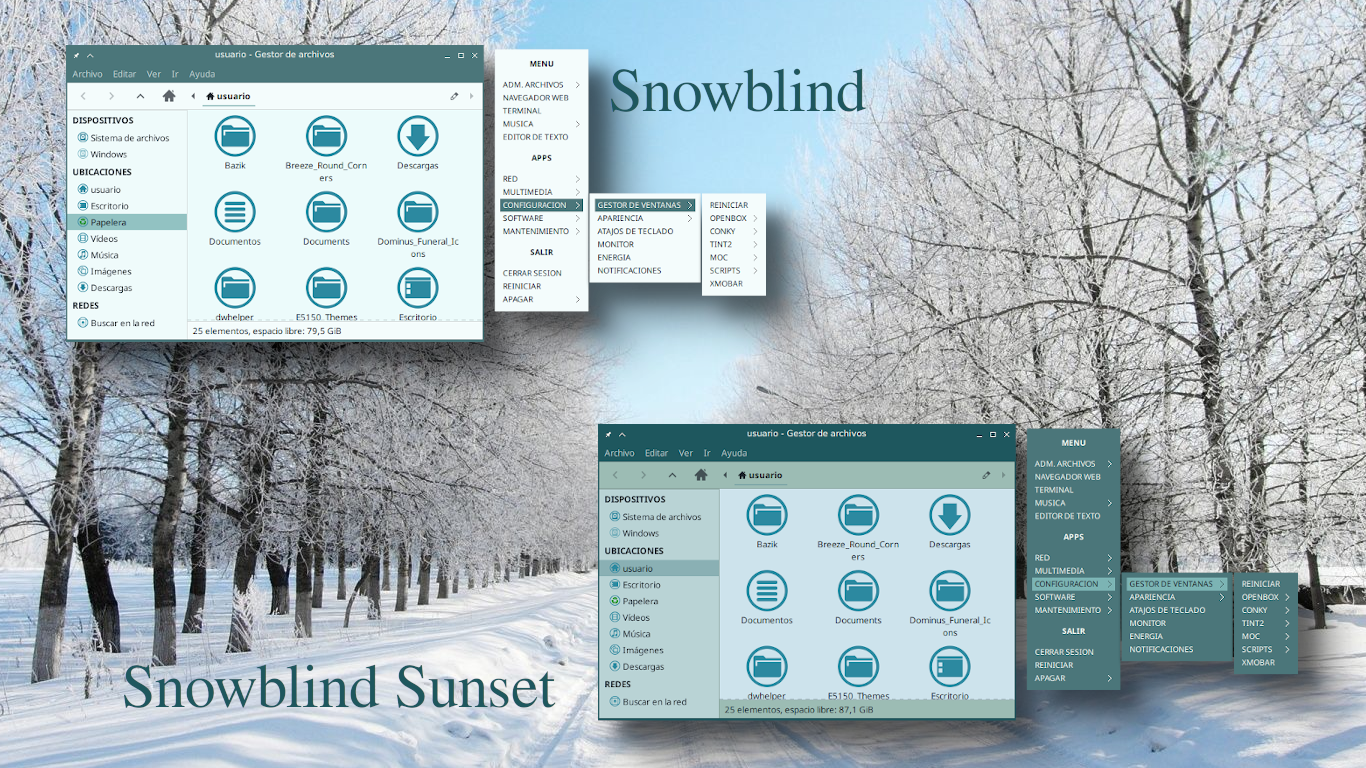 usuario - Gestor de archivos
Archivo Editar Ver Ir Ayuda
usuario
DISPOSITIVOS
Sistema de archivos
Windows
UBICACIONES
usuario
Escritorio
Papelera
Vídeos
Música
Imágenes
Descargas
REDES
Buscar en la red
Bazik
Breeze_Round_Corn
ers
Descargas
Documentos
Documents
Dominus_Funeral_Ic
ons
dwhelper
E5150_Themes
Escritorio
25 elementos, espacio libre: 79,5 GiB
MENU
ADM. ARCHIVOS
NAVEGADOR WEB
TERMINAL
MUSICA
EDITOR DE TEXTO
APPS
RED
MULTIMEDIA
CONFIGURACION
SOFTWARE
MANTENIMIENTO
SALIR
CERRAR SESION
REINICIAR
APAGAR
GESTOR DE VENTANAS
APARIENCIA
ATAJOS DE TECLADO
MONITOR
ENERGIA
NOTIFICACIONES
REINICIAR
OPENBOX
CONKY
TINT2
MOC
SCRIPTS
XMOBAR
Snowblind
Snowblind Sunset
usuario - Gestor de archivos
Archivo Editar Ver Ir Ayuda
usuario
DISPOSITIVOS
Sistema de archivos
Windows
UBICACIONES
usuario
Escritorio
Papelera
Vídeos
Música
Imágenes
Descargas
REDES
Buscar en la red
Bazik
Breeze_Round_Corn
ers
Descargas
Documentos
Documents
Dominus_Funeral_Ic
ons
dwhelper
E5150_Themes
Escritorio
25 elementos, espacio libre: 87,1 GiB
MENU
ADM. ARCHIVOS
NAVEGADOR WEB
TERMINAL
MUSICA
EDITOR DE TEXTO
APPS
RED
MULTIMEDIA
CONFIGURACION
SOFTWARE
MANTENIMIENTO
SALIR
CERRAR SESION
REINICIAR
APAGAR
GESTOR DE VENTANAS
APARIENCIA
ATAJOS DE TECLADO
MONITOR
ENERGIA
NOTIFICACIONES
REINICIAR
OPENBOX
CONKY
TINT2
MOC
SCRIPTS
XMOBAR